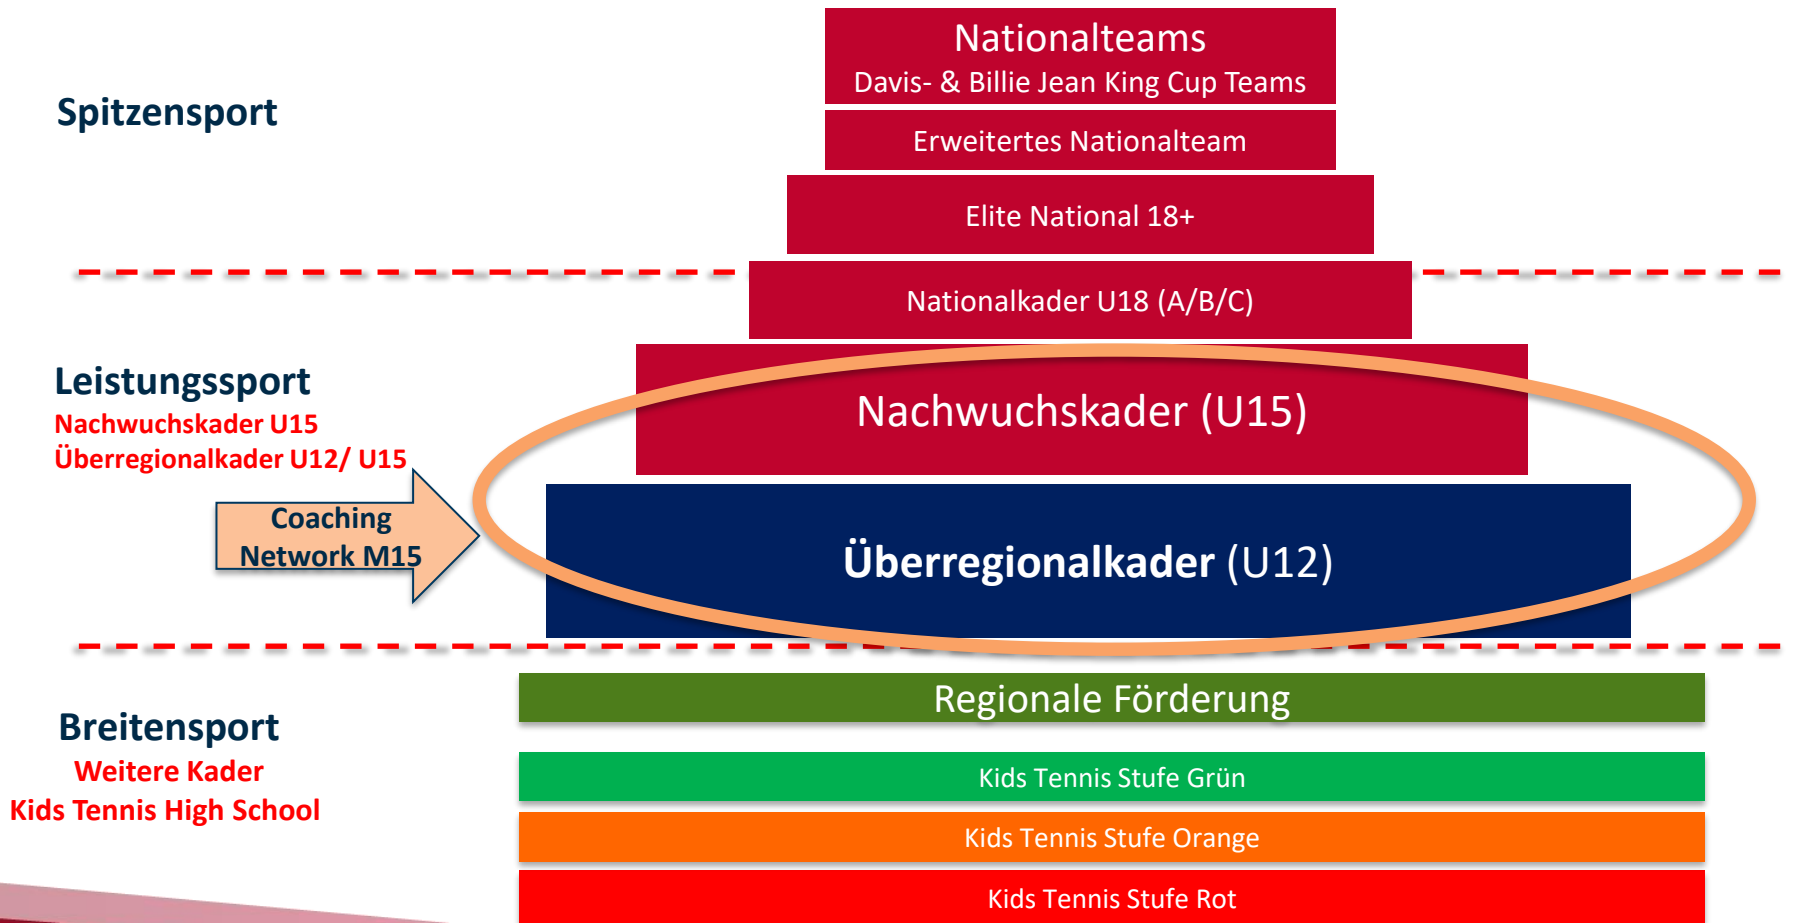 Nationalteams
Davis- & Billie Jean King Cup Teams
Spitzensport
Erweitertes Nationalteam
Elite National 18+
Nationalkader U18 (A/B/C)
Leistungssport
Nachwuchskader U15
Überregionalkader U12/ U15
Nachwuchskader (U15)
Coaching
Network M15
Überregionalkader (U12)
Regionale Förderung
Breitensport
Weitere Kader
Kids Tennis High School
Kids Tennis Stufe Grün
Kids Tennis Stufe Orange
Kids Tennis Stufe Rot